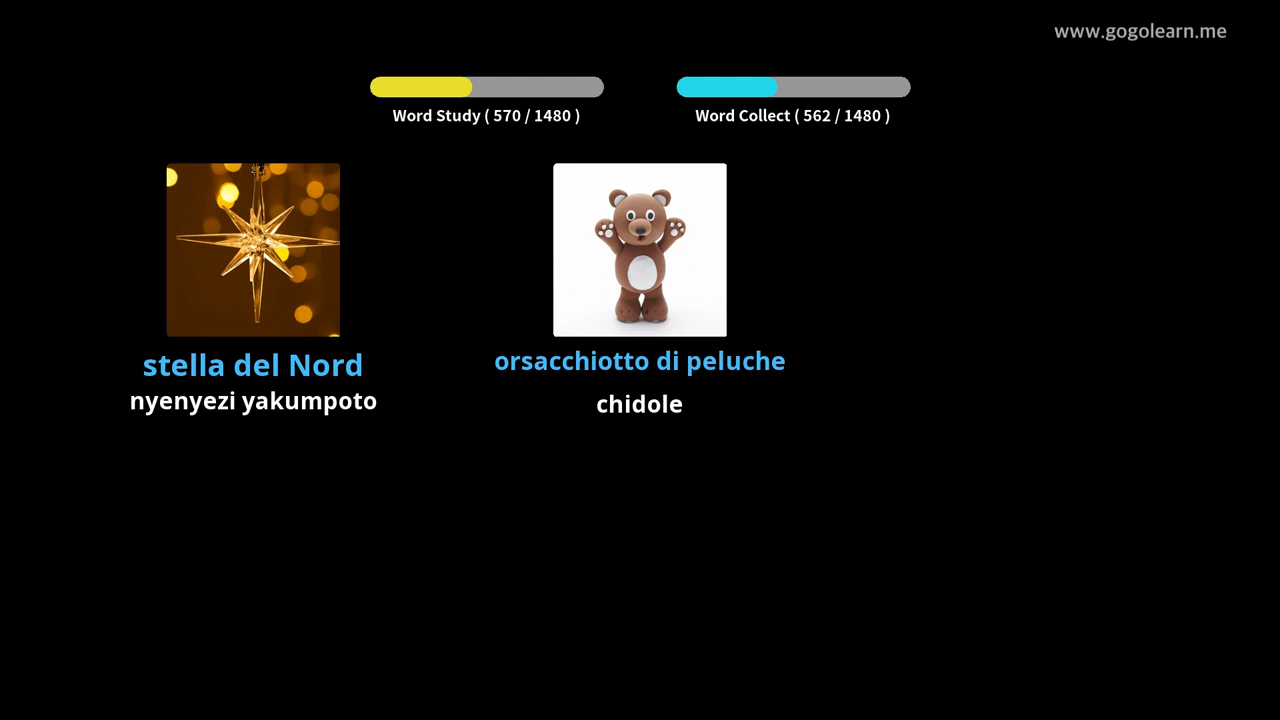 www.gogolearn.me
Word Study ( 570 / 1480 )
Word Collect ( 562 / 1480 )
stella del Nord
nyenyezi yakumpoto
orsacchiotto di peluche
chidole